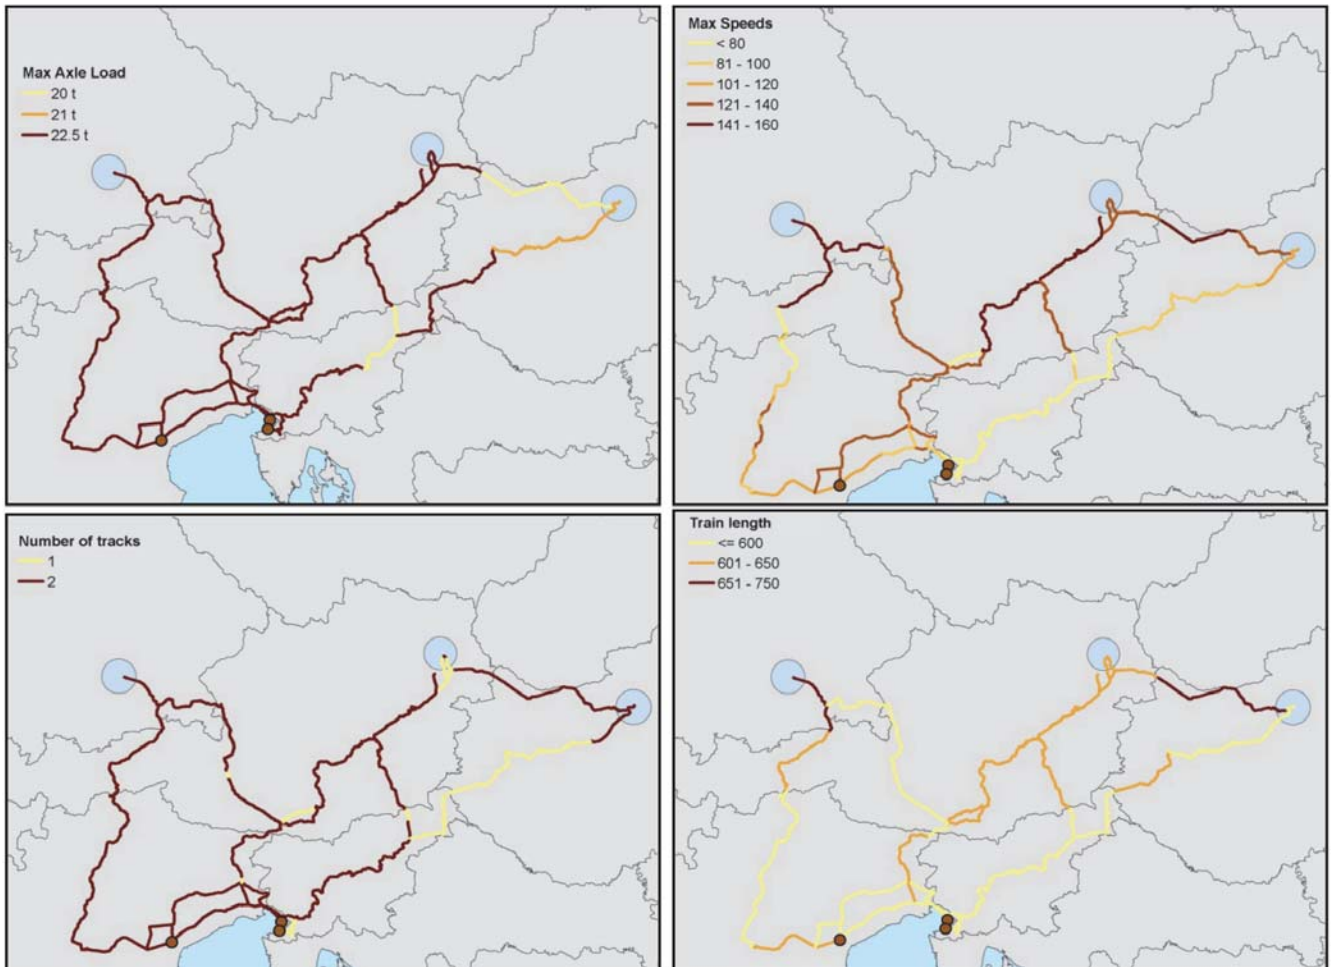 Max Axle Load
20 t
21 t
22.5 t
Max Speeds
< 80
81 - 100
101 - 120
121 - 140
141 - 160
Number of tracks
1
2
Train length
<= 600
601 - 650
651 - 750